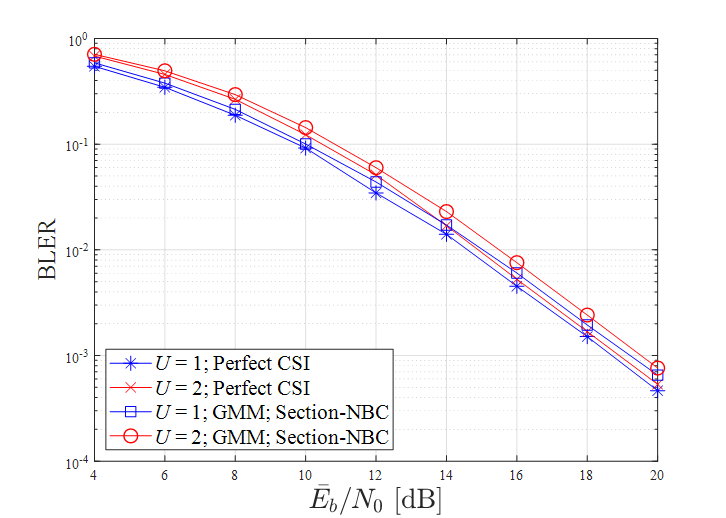 10^0
10^-1
10^-2
10^-3
10^-4
BLER
U = 1; Perfect CSI
U = 2; Perfect CSI
U = 1; GMM; Section-NBC
U = 2; GMM; Section-NBC
4 6 8 10 12 14 16 18 20
Ē_b/N_0 [dB]